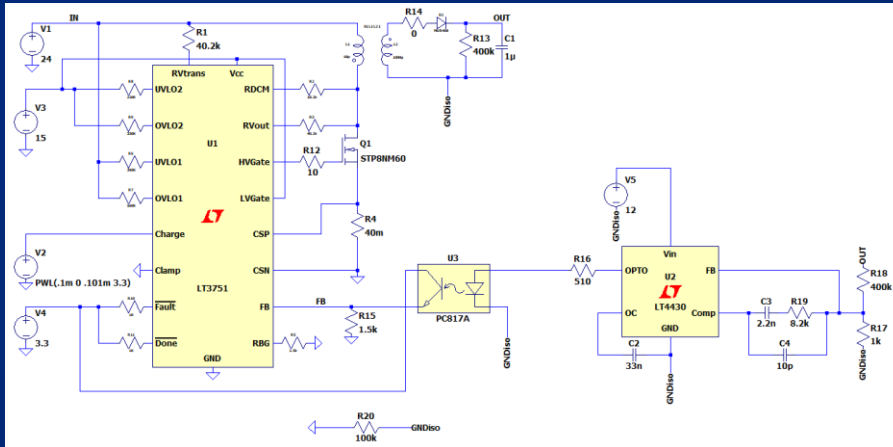 V1
24
IN
R1
40.2k
R14
0
OUT
R13
400k
C1
1µ
GNDiso
RVtrans
Vcc
UVLO2
RDCM
V3
15
OVLO2
U1
RVout
Q1
STP8NM60
UVLO1
HVGate
R12
10
OVLO1
LVGate
V5
12
GNDiso
Charge
CSP
R4
40m
V2
PWL(.1m 0 .101m 3.3)
Clamp
LT3751
CSN
U3
PC817A
R16
510
Vin
OPTO
FB
U2
LT4430
OC
Comp
GND
C3
2.2n
R19
8.2k
OUT
R18
400k
V4
3.3
Fault
FB
FB
R15
1.5k
GNDiso
Done
RBG
GND
C2
33n
C4
10p
R17
1k
GNDiso
GNDiso
R20
100k
GNDiso